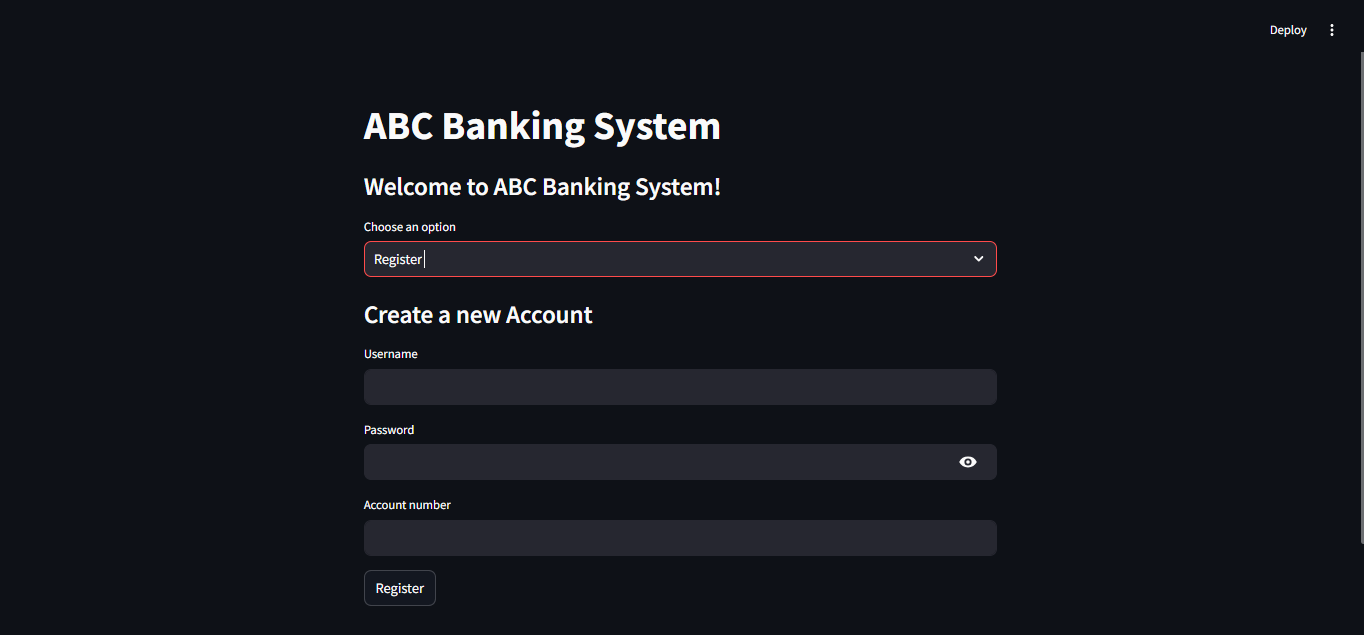 Deploy
ABC Banking System
Welcome to ABC Banking System!
Choose an option
Register
Create a new Account
Username
Password
Account number
Register